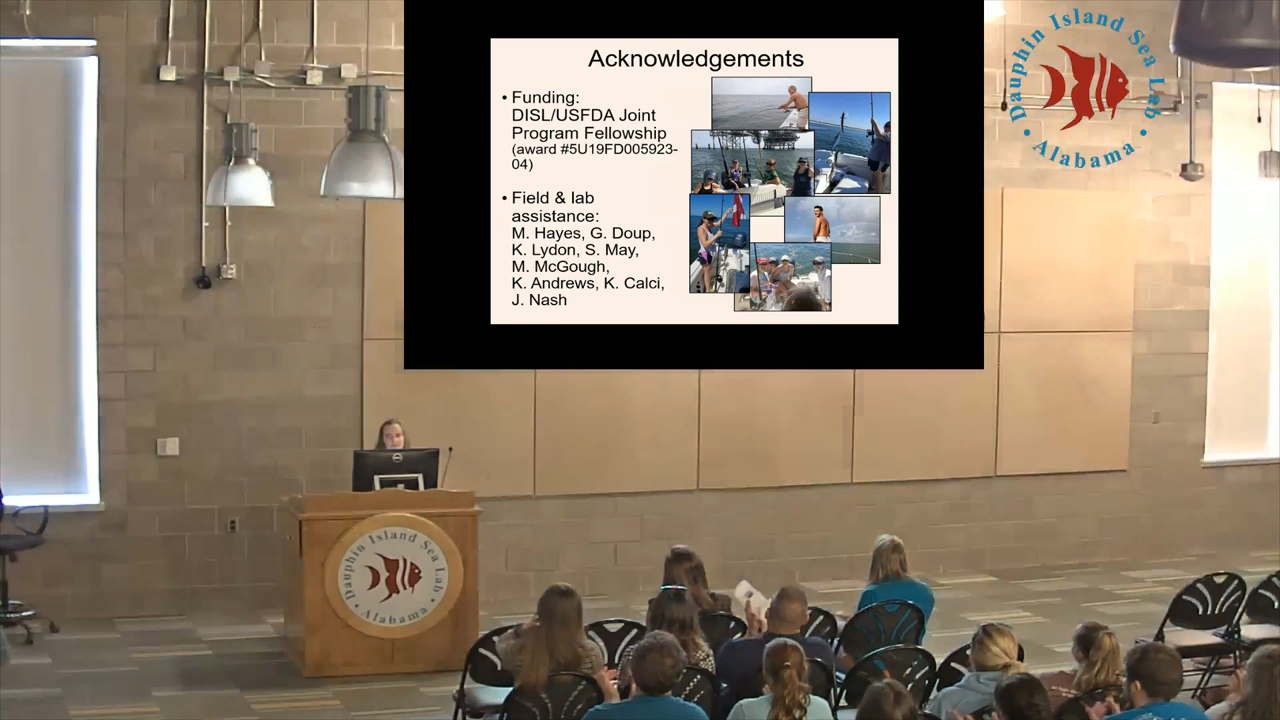 Acknowledgements
• Funding:
DISL/USFDA Joint
Program Fellowship
(award #5U19FD005923-
04)
• Field & lab
assistance:
M. Hayes, G. Doup,
K. Lydon, S. May,
M. McGough,
K. Andrews, K. Calci,
J. Nash
Dauphin Island Sea Lab
• Alabama •
DELL
Dauphin Island Sea Lab
• Alabama •